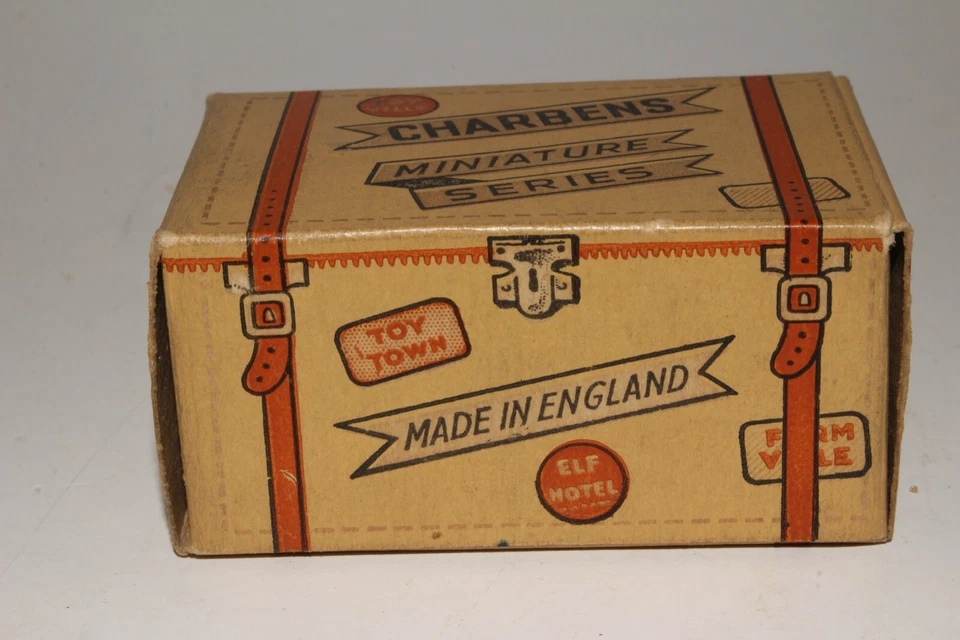 CHARBENS
MINIATURE
SERIES
TOY
TOWN
MADE IN ENGLAND
ELF
HOTEL